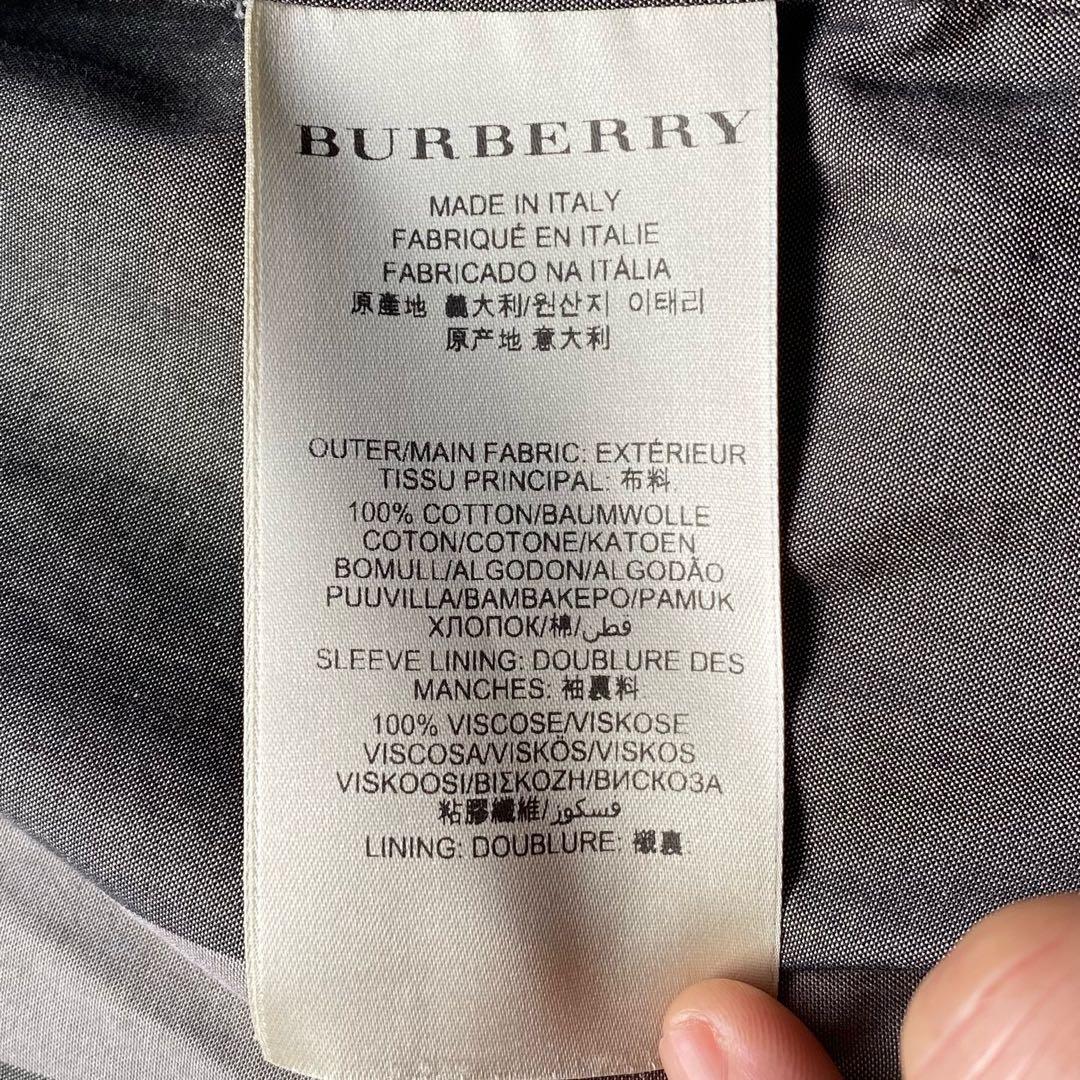 BURBERRY
MADE IN ITALY
FABRIQUÉ EN ITALIE
FABRICADO NA ITÁLIA
原產地 義大利/원산지 이태리
原产地 意大利
OUTER/MAIN FABRIC: EXTÉRIEUR
TISSU PRINCIPAL: 布料
100% COTTON/BAUMWOLLE
COTON/COTONE/KATOEN
BOMULL/ALGODON/ALGODÃO
PUUVILLA/BAMBAKEPO/PAMUK
ХЛОПОК/棉/قطن
SLEEVE LINING: DOUBLURE DES
MANCHES: 袖裏料
100% VISCOSE/VISKOSE
VISCOSA/VISKÖS/VISKOS
VISKOOSI/ΒΙΣΚΟΖΗ/ВИСКОЗА
粘膠纖維/فسكوز
LINING: DOUBLURE: 襯裏